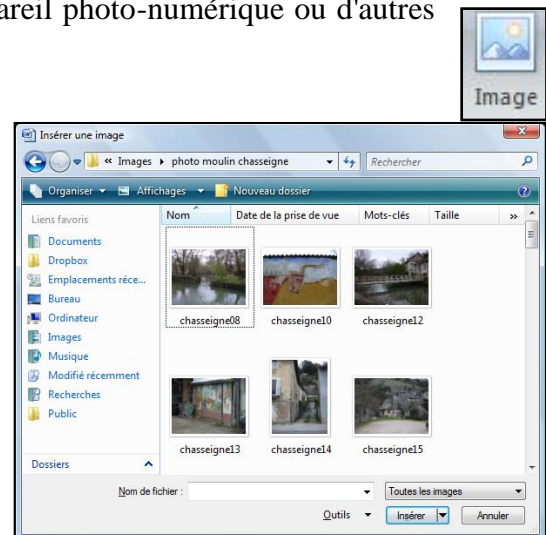 areil photo-numérique ou d'autres
Image
Insérer une image
« Images ▸ photo moulin chasseigne
Rechercher
Organiser Affichages Nouveau dossier
Liens favoris
Nom Date de la prise de vue Mots-clés Taille »
Documents
Dropbox
Emplacements réce...
Bureau
Ordinateur
Images
Musique
Modifié récemment
Recherches
Public
chasseigne08 chasseigne10 chasseigne12
chasseigne13 chasseigne14 chasseigne15
Dossiers
Nom de fichier :
Toutes les images
Outils Insérer Annuler